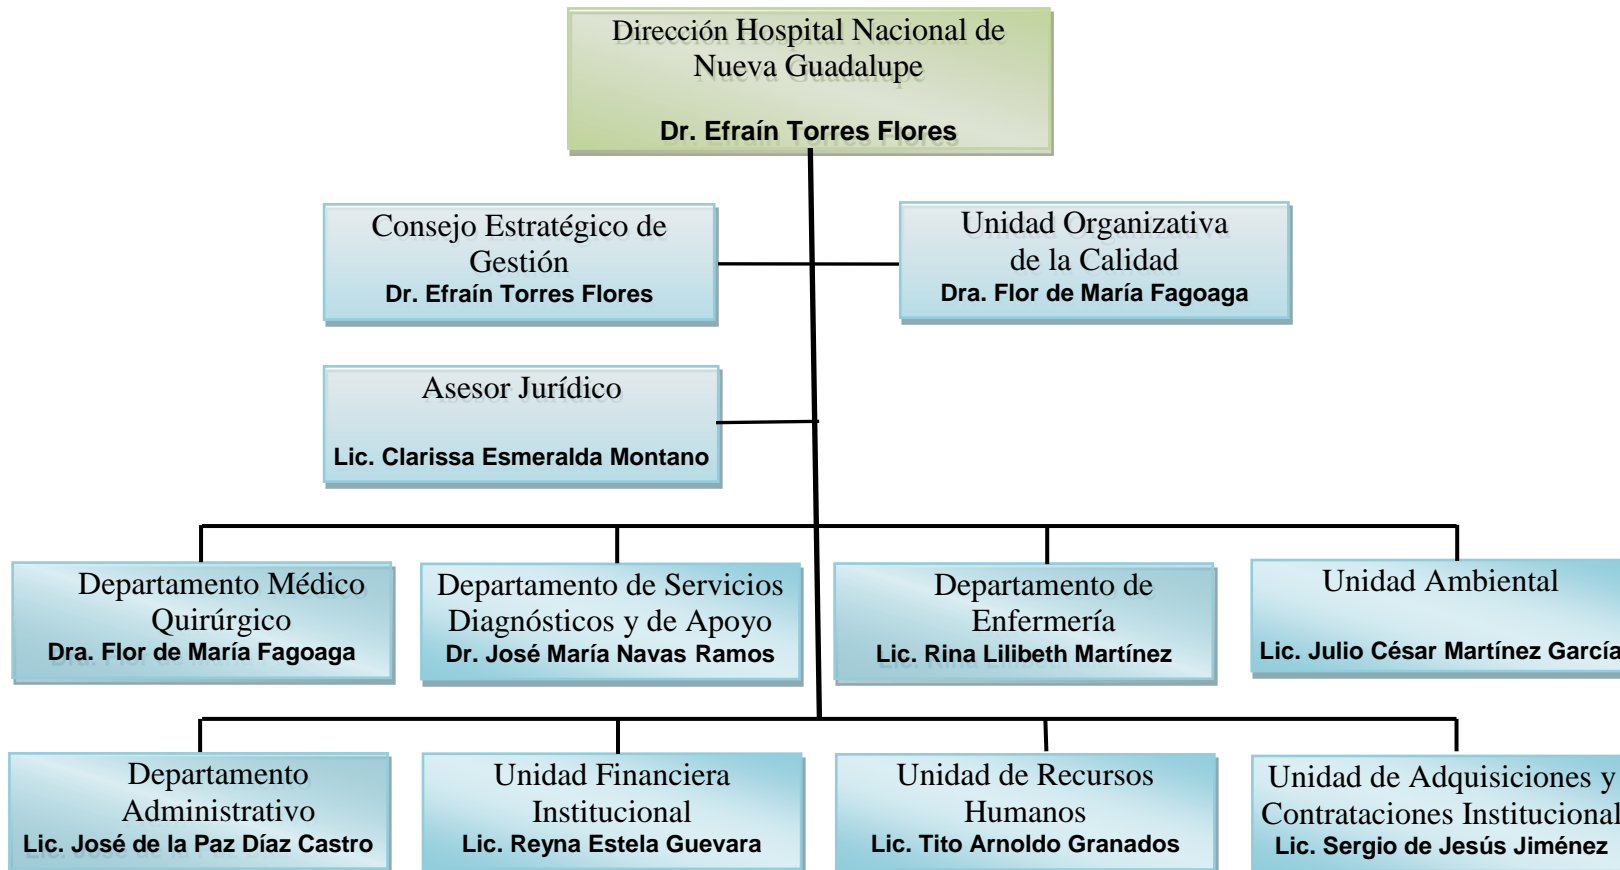 Dirección Hospital Nacional de
Nueva Guadalupe
Dr. Efraín Torres Flores
Consejo Estratégico de
Gestión
Dr. Efraín Torres Flores
Unidad Organizativa
de la Calidad
Dra. Flor de María Fagoaga
Asesor Jurídico
Lic. Clarissa Esmeralda Montano
Departamento Médico
Quirúrgico
Dra. Flor de María Fagoaga
Departamento de Servicios
Diagnósticos y de Apoyo
Dr. José María Navas Ramos
Departamento de
Enfermería
Lic. Rina Lilibeth Martínez
Unidad Ambiental
Lic. Julio César Martínez García
Departamento
Administrativo
Lic. José de la Paz Díaz Castro
Unidad Financiera
Institucional
Lic. Reyna Estela Guevara
Unidad de Recursos
Humanos
Lic. Tito Arnoldo Granados
Unidad de Adquisiciones y
Contrataciones Institucional
Lic. Sergio de Jesús Jiménez